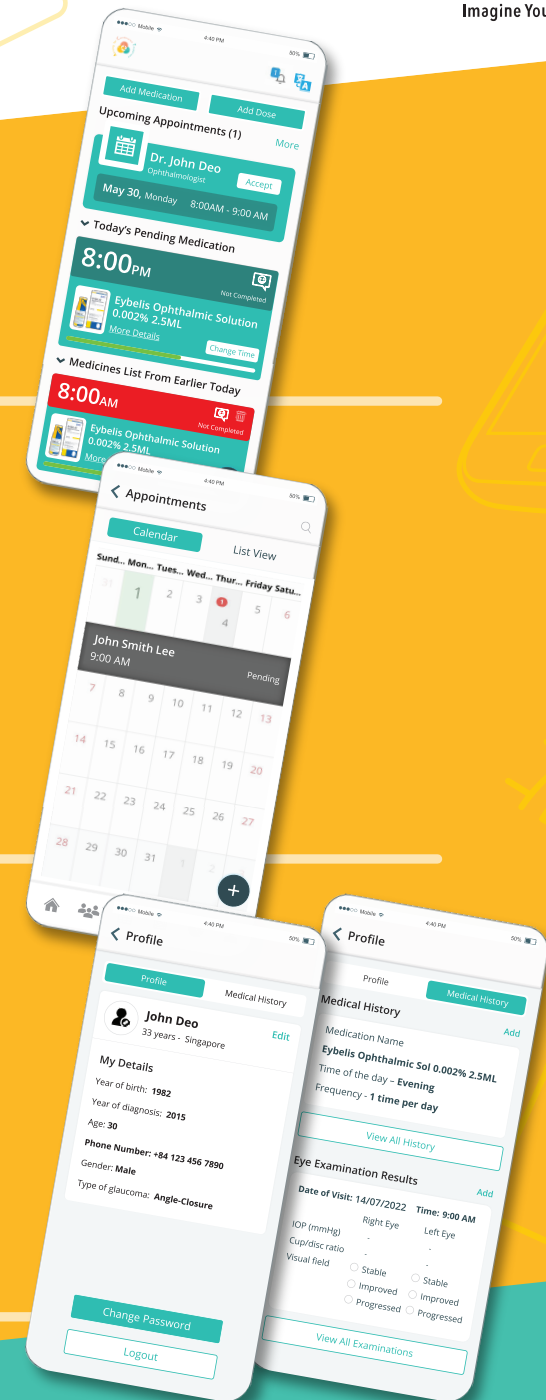 Imagine You
Mobile
4:40 PM
50%
1
A
Add Medication
Add Dose
Upcoming Appointments (1)
More
Dr. John Deo
Ophthalmologist
Accept
May 30, Monday 8:00AM - 9:00 AM
Today's Pending Medication
8:00PM
Not Completed
Eybelis Ophthalmic Solution
0.002% 2.5ML
More Details
Change Time
Medicines List From Earlier Today
8:00AM
Not Completed
Eybelis Ophthalmic Solution
0.002% 2.5ML
More
Mobile
4:40 PM
50%
Appointments
Calendar
List View
Sund... Mon... Tues... Wed... Thur... Friday Satu...
31 1 2 3 1 4 5 6
John Smith Lee
9:00 AM
Pending
7 8 9 10 11 12 13
14 15 16 17 18 19 20
21 22 23 24 25 26 27
28 29 30 31 1 2
+
Mobile
4:40 PM
50%
Profile
Profile
Medical History
John Deo
33 years - Singapore
Edit
My Details
Year of birth: 1982
Year of diagnosis: 2015
Age: 30
Phone Number: +84 123 456 7890
Gender: Male
Type of glaucoma: Angle-Closure
Change Password
Logout
Mobile
4:40 PM
50%
Profile
Profile
Medical History
Medical History
Add
Medication Name
Eybelis Ophthalmic Sol 0.002% 2.5ML
Time of the day – Evening
Frequency - 1 time per day
View All History
Eye Examination Results
Add
Date of Visit: 14/07/2022 Time: 9:00 AM
Right Eye Left Eye
IOP (mmHg) - -
Cup/disc ratio - -
Visual field Stable Stable
Improved Improved
Progressed Progressed
View All Examinations